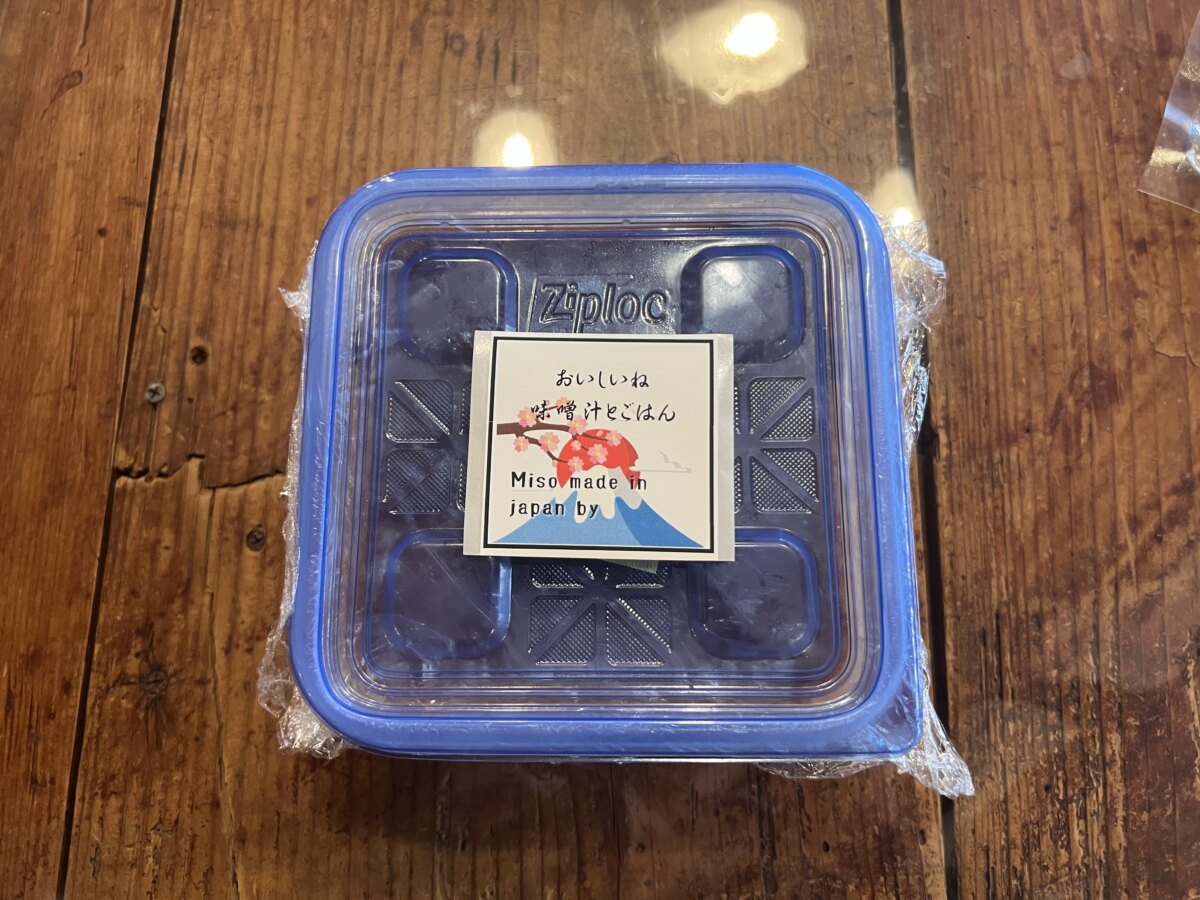 Ziploc
おいしいね
味噌汁とごはん
Miso made in
japan by